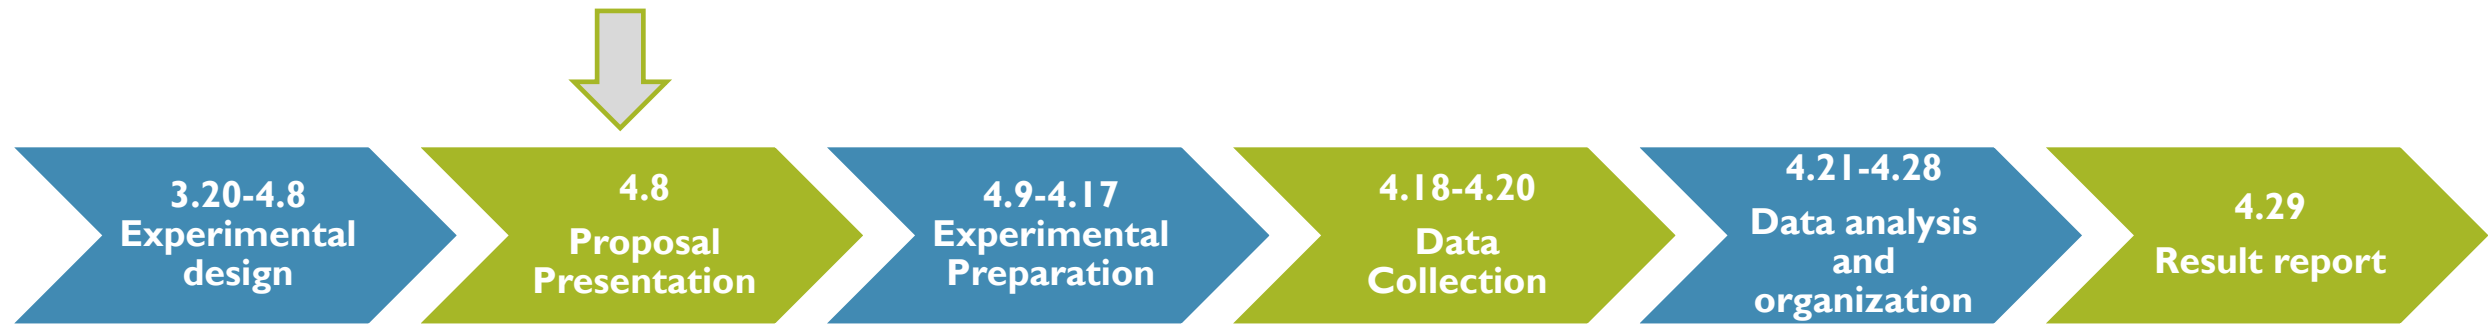 3.20-4.8
Experimental
design
4.8
Proposal
Presentation
4.9-4.17
Experimental
Preparation
4.18-4.20
Data
Collection
4.21-4.28
Data analysis
and
organization
4.29
Result report